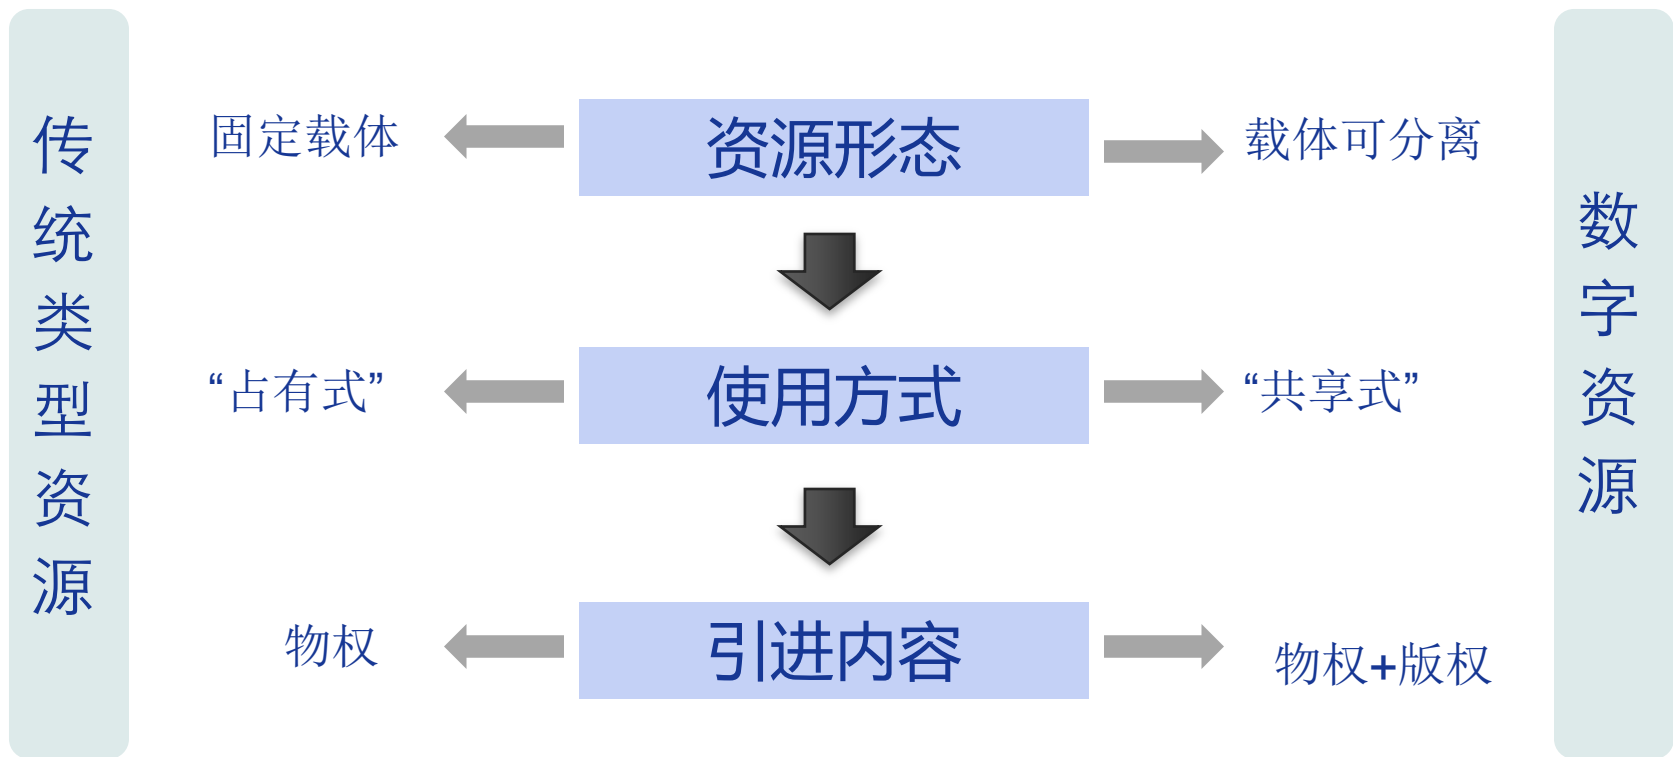 传统类型资源
固定载体
资源形态
载体可分离
“占有式”
使用方式
“共享式”
物权
引进内容
物权+版权
数字资源